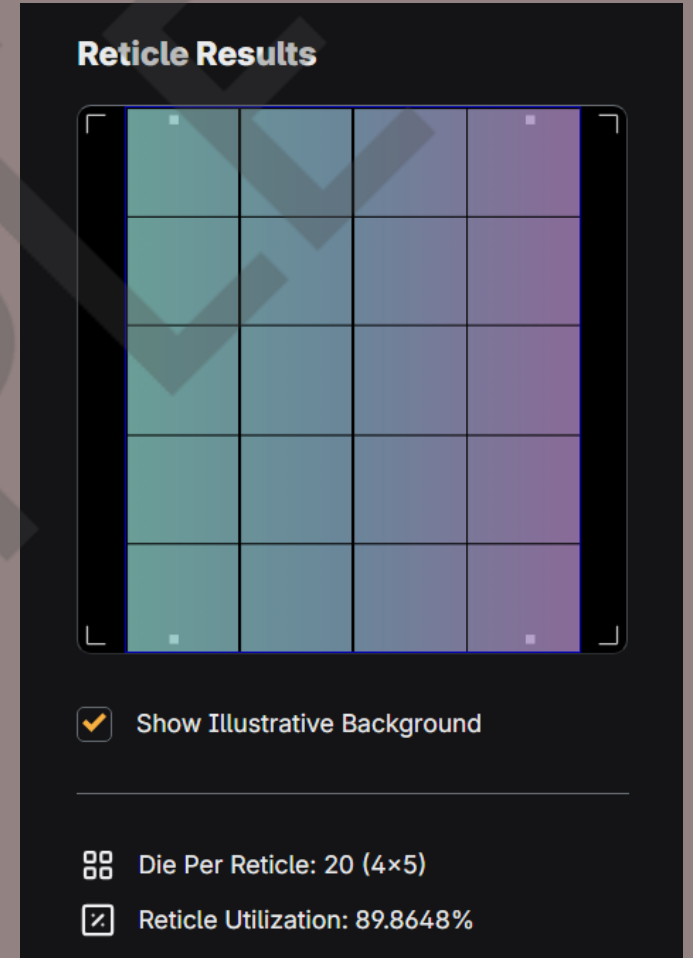 Reticle Results
Show Illustrative Background
Die Per Reticle: 20 (4×5)
Reticle Utilization: 89.8648%